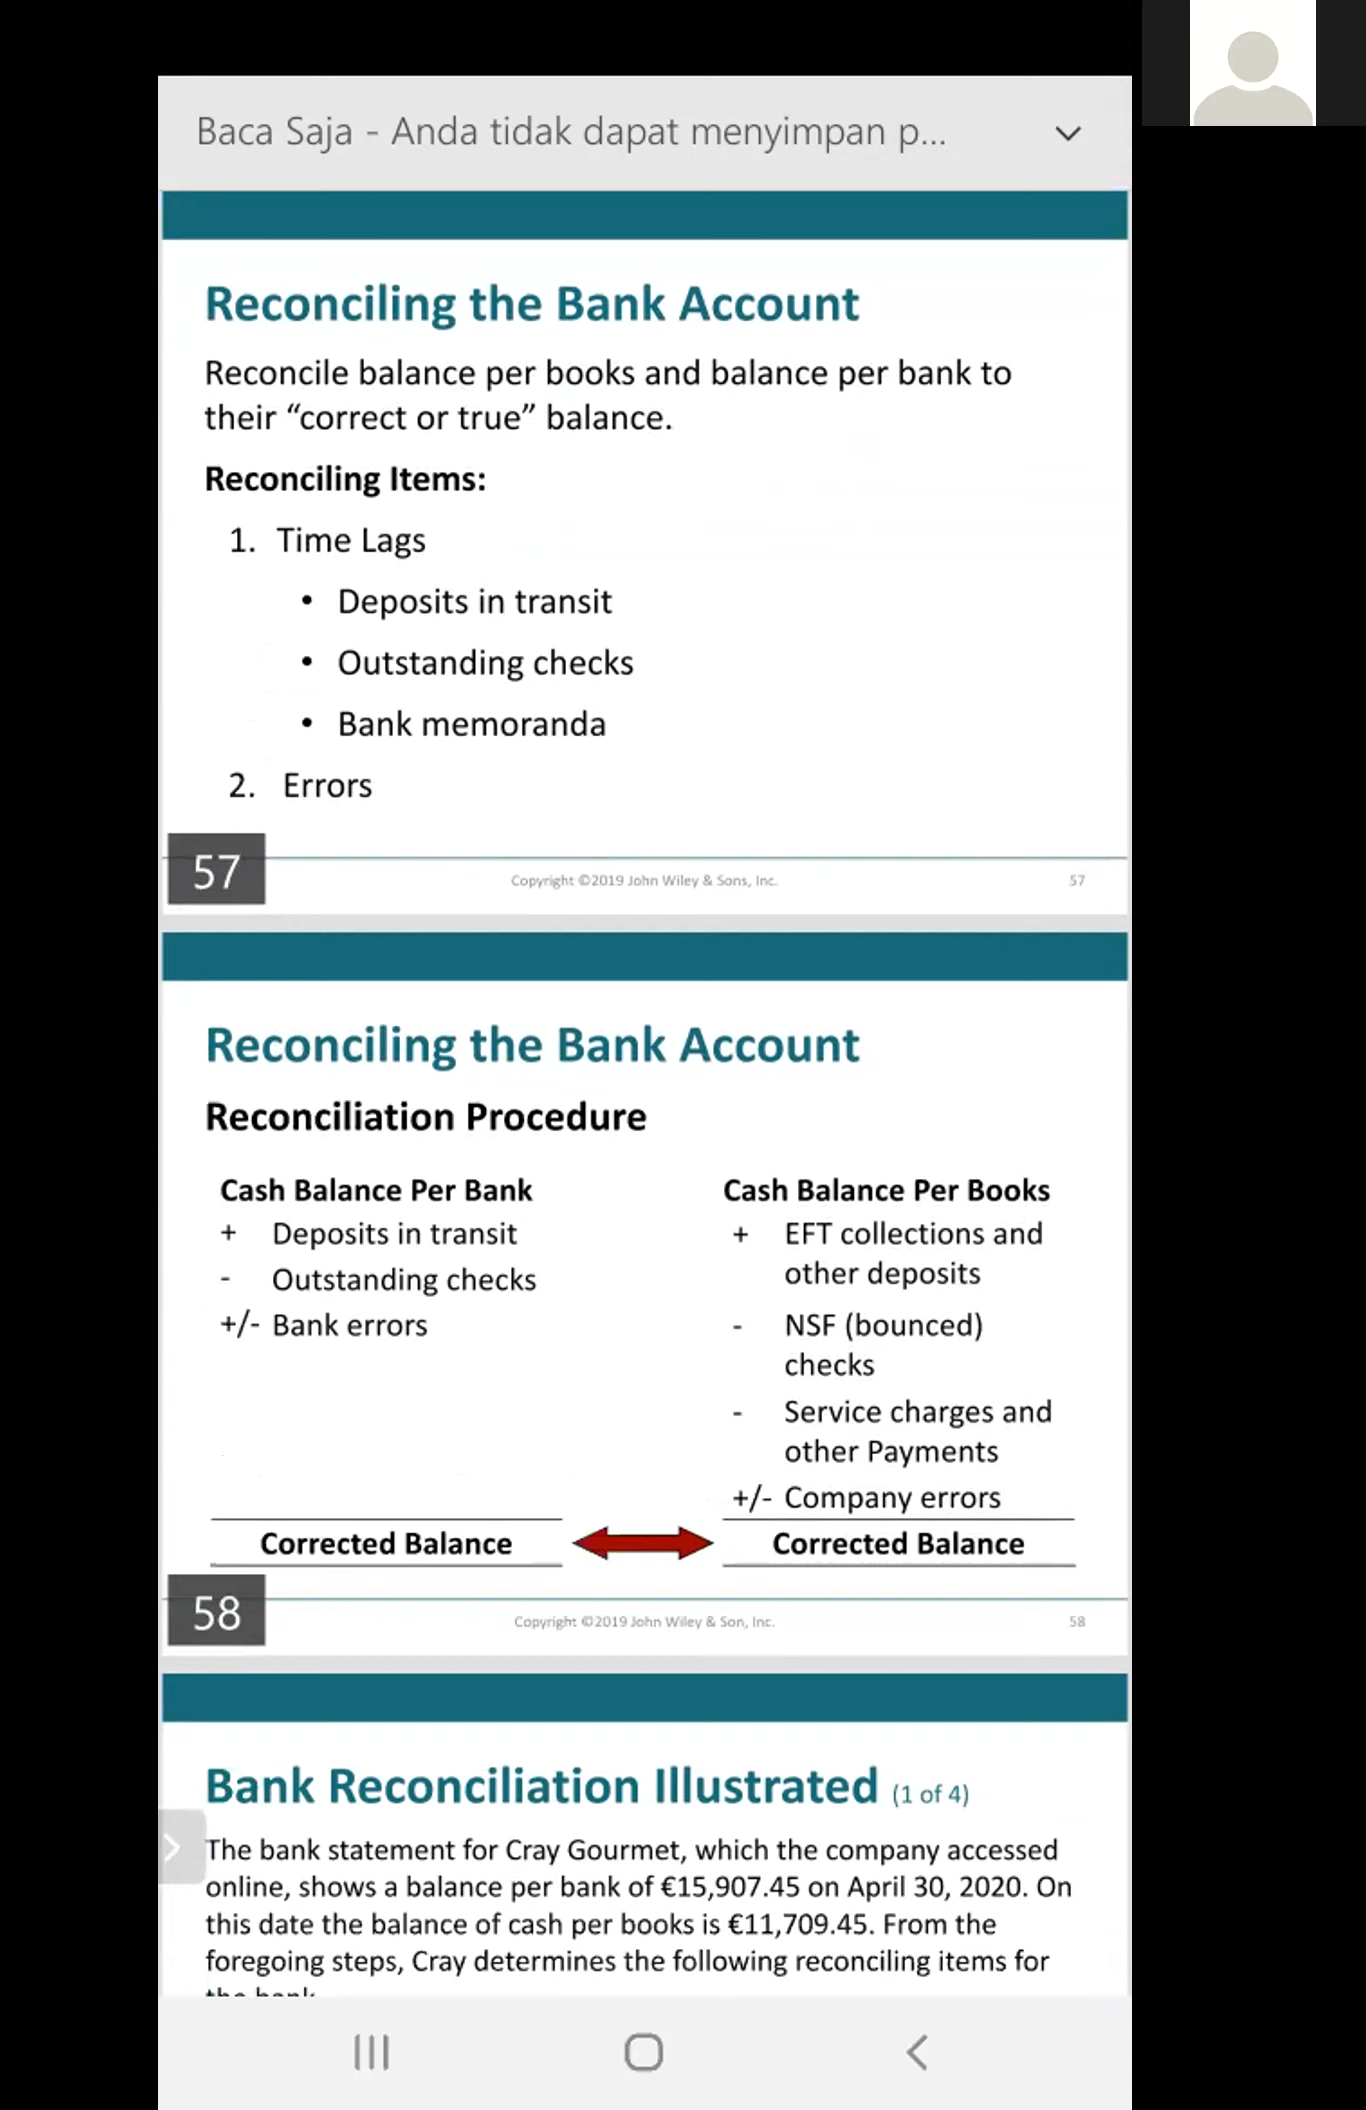 Baca Saja - Anda tidak dapat menyimpan p...
Reconciling the Bank Account
Reconcile balance per books and balance per bank to
their “correct or true” balance.
Reconciling Items:
1. Time Lags
• Deposits in transit
• Outstanding checks
• Bank memoranda
2. Errors
57
Copyright ©2019 John Wiley & Sons, Inc.
57
Reconciling the Bank Account
Reconciliation Procedure
Cash Balance Per Bank
+ Deposits in transit
- Outstanding checks
+/- Bank errors
Corrected Balance
Cash Balance Per Books
+ EFT collections and
other deposits
- NSF (bounced)
checks
- Service charges and
other Payments
+/- Company errors
Corrected Balance
58
Copyright ©2019 John Wiley & Son, Inc.
58
Bank Reconciliation Illustrated (1 of 4)
The bank statement for Cray Gourmet, which the company accessed
online, shows a balance per bank of €15,907.45 on April 30, 2020. On
this date the balance of cash per books is €11,709.45. From the
foregoing steps, Cray determines the following reconciling items for
the bank